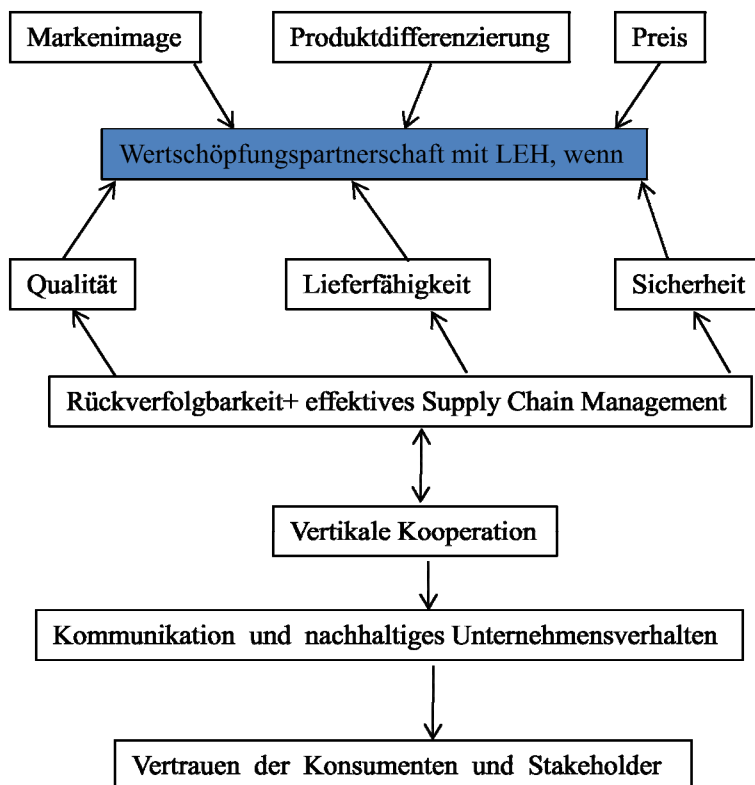 Markenimage
Produktdifferenzierung
Preis
Wertschöpfungspartnerschaft mit LEH, wenn
Qualität
Lieferfähigkeit
Sicherheit
Rückverfolgbarkeit+ effektives Supply Chain Management
Vertikale Kooperation
Kommunikation und nachhaltiges Unternehmensverhalten
Vertrauen der Konsumenten und Stakeholder